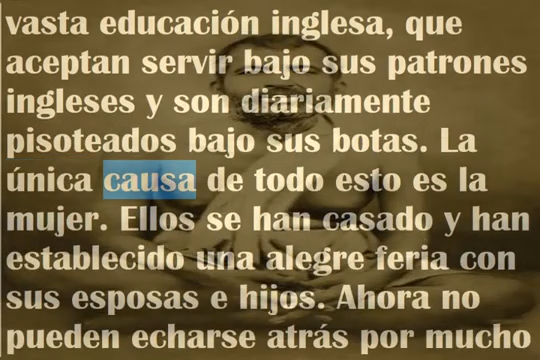 vasta educación inglesa, que
aceptan servir bajo sus patrones
ingleses y son diariamente
pisoteados bajo sus botas. La
única causa de todo esto es la
mujer. Ellos se han casado y han
establecido una alegre feria con
sus esposas e hijos. Ahora no
pueden echarse atrás por mucho